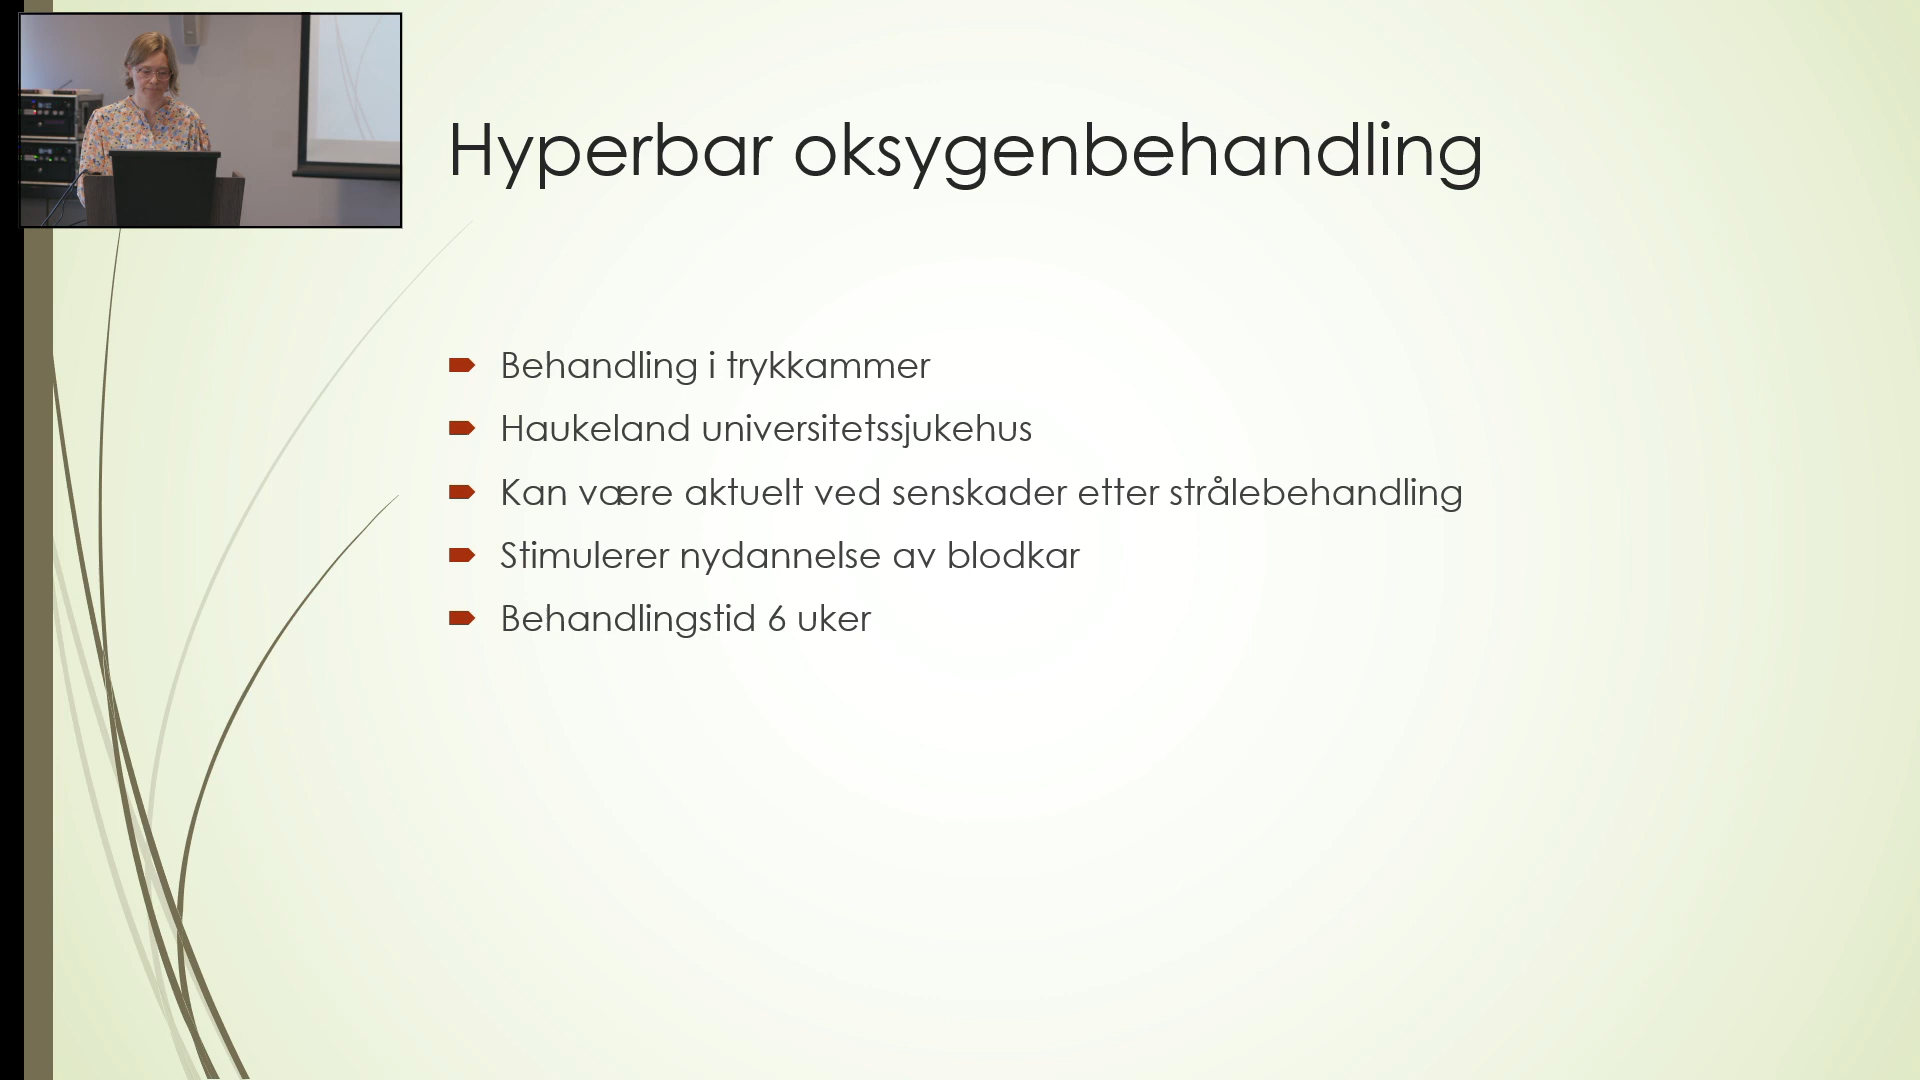 Hyperbar oksygenbehandling
Behandling i trykkammer
Haukeland universitetssjukehus
Kan være aktuelt ved senskader etter strålebehandling
Stimulerer nydannelse av blodkar
Behandlingstid 6 uker